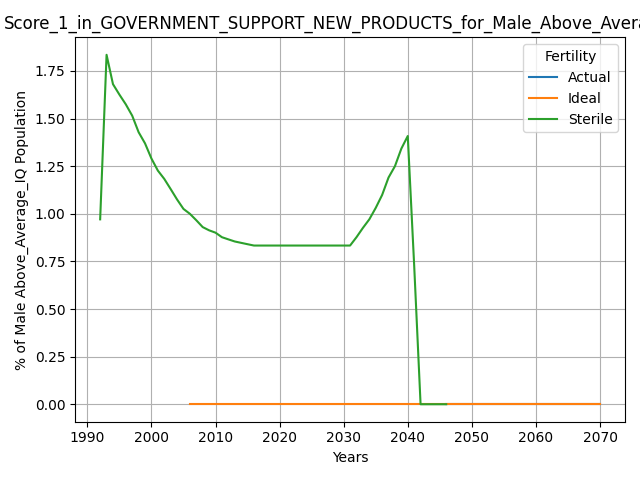 Score_1_in_GOVERNMENT_SUPPORT_NEW_PRODUCTS_for_Male_Above_Avera
Fertility
Actual
Ideal
Sterile
% of Male Above_Average_IQ Population
1.75
1.50
1.25
1.00
0.75
0.50
0.25
0.00
1990 2000 2010 2020 2030 2040 2050 2060 2070
Years